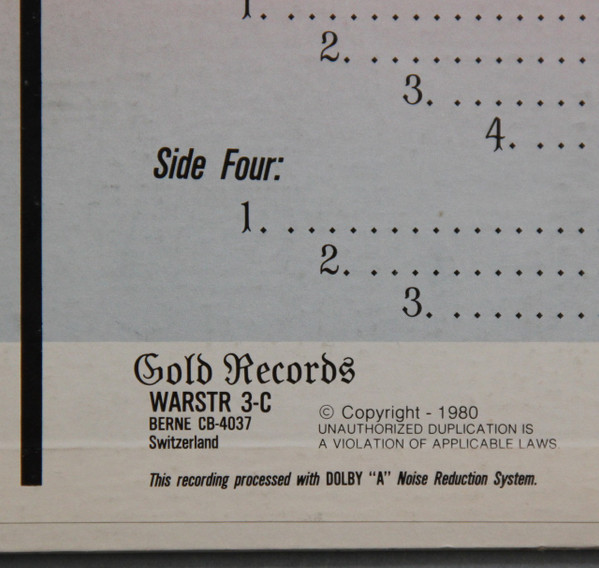 1. . . . . . . . . . . . . . . . .
2. . . . . . . . . . . . . .
3. . . . . . . . .
4. . . . .
Side Four:
1. . . . . . . . . . . . . . . . .
2. . . . . . . . . . . . . .
3. . . . . . . . .
Gold Records
WARSTR 3-C
BERNE CB-4037
Switzerland
© Copyright - 1980
UNAUTHORIZED DUPLICATION IS
A VIOLATION OF APPLICABLE LAWS.
This recording processed with DOLBY "A" Noise Reduction System.